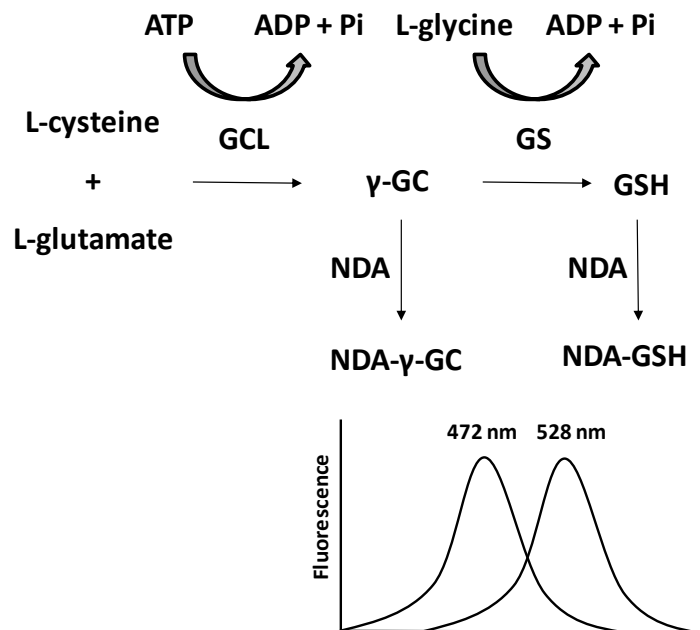 ATP ADP + Pi L-glycine ADP + Pi
L-cysteine
GCL GS
+ γ-GC GSH
L-glutamate
NDA NDA
NDA-γ-GC NDA-GSH
472 nm 528 nm
Fluorescence